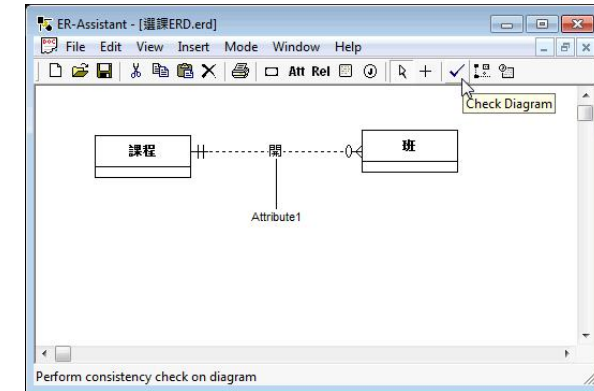 ER-Assistant - [選課ERD.erd]
File Edit View Insert Mode Window Help
Att Rel
Check Diagram
課程 開 班
Attribute1
Perform consistency check on diagram